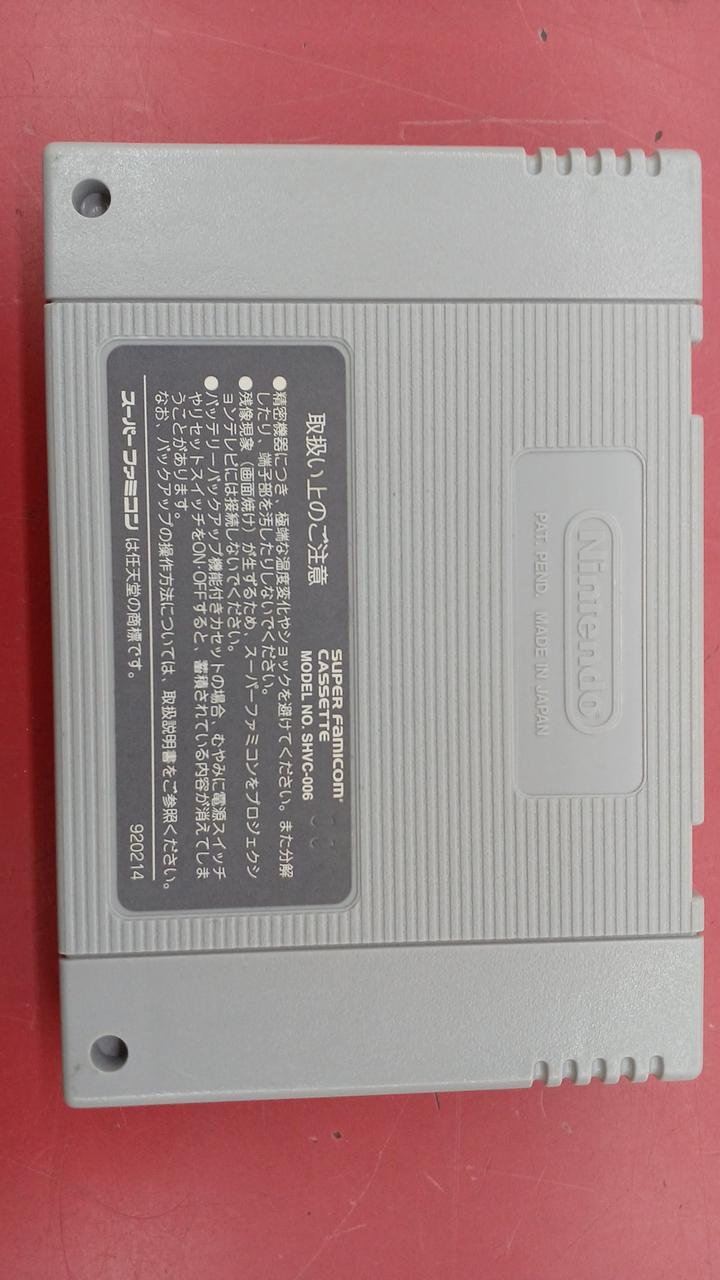 Nintendo®
PAT. PEND. MADE IN JAPAN
SUPER Famicom®
CASSETTE
MODEL NO. SHVC-006
取扱い上のご注意
●精密機器につき、極端な温度変化やショックを避けてください。また分解
したり、端子部を汚したりしないでください。
●残像現象（画面焼け）が生ずるため、スーパーファミコンをプロジェクシ
ョンテレビには接続しないでください。
●バッテリーバックアップ機能付きカセットの場合、むやみに電源スイッチ
やリセットスイッチをON・OFFすると、蓄積されている内容が消えてしま
うことがあります。
なお、バックアップの操作方法については、取扱説明書をご参照ください。
スーパーファミコン は任天堂の商標です。
920214